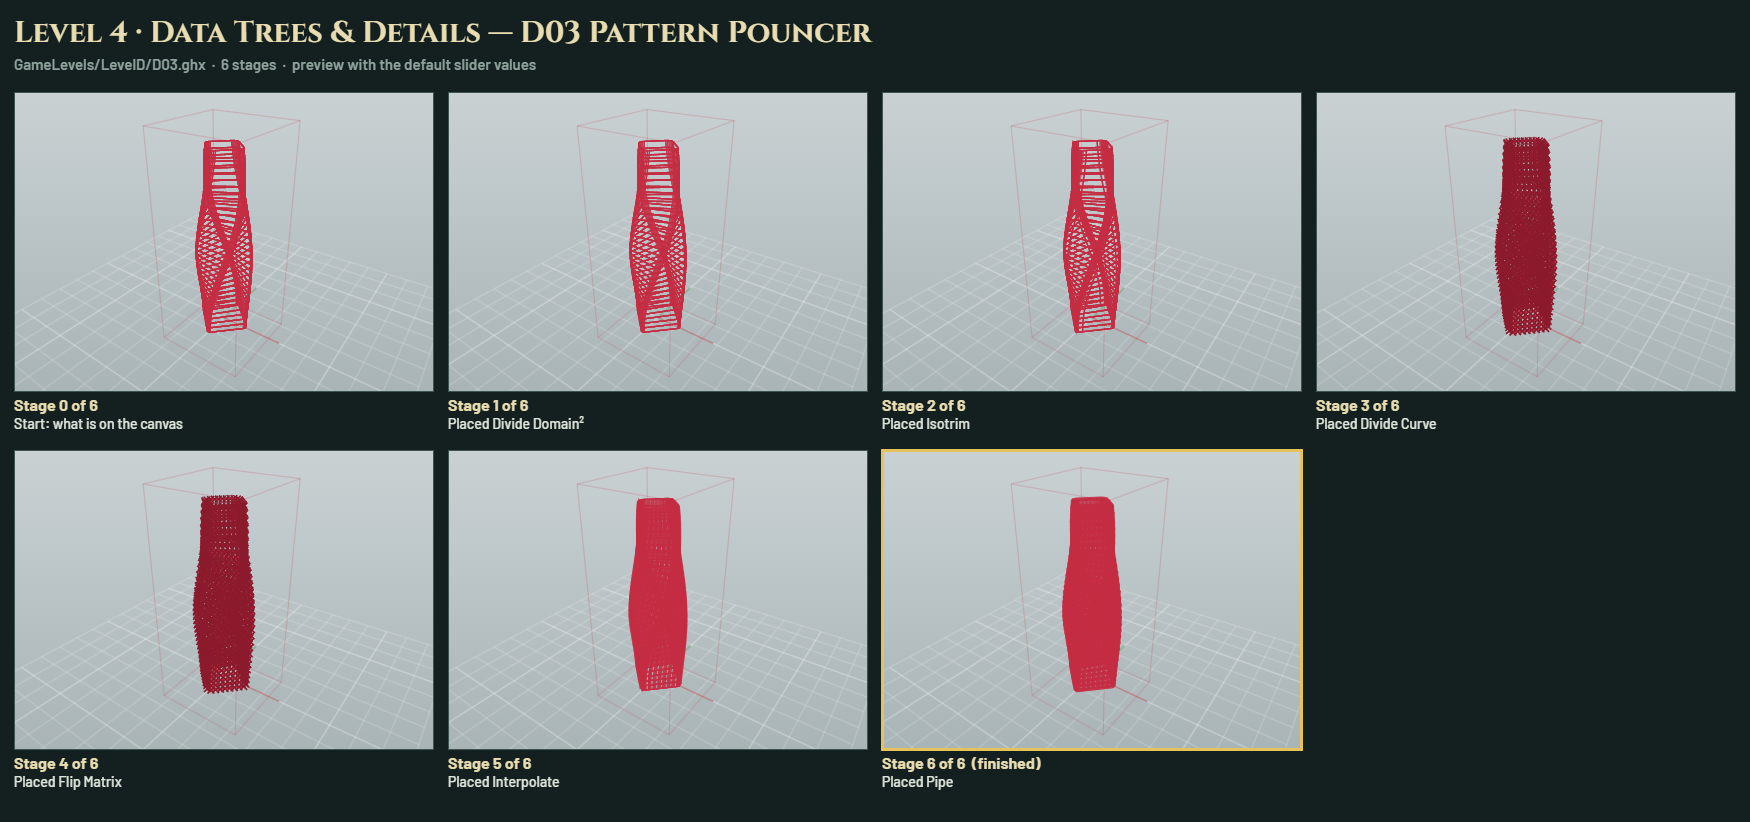 Level 4 · Data Trees & Details — D03 Pattern Pouncer
GameLevels/LevelD/D03.ghx · 6 stages · preview with the default slider values
Stage 0 of 6
Start: what is on the canvas
Stage 1 of 6
Placed Divide Domain²
Stage 2 of 6
Placed Isotrim
Stage 3 of 6
Placed Divide Curve
Stage 4 of 6
Placed Flip Matrix
Stage 5 of 6
Placed Interpolate
Stage 6 of 6 (finished)
Placed Pipe